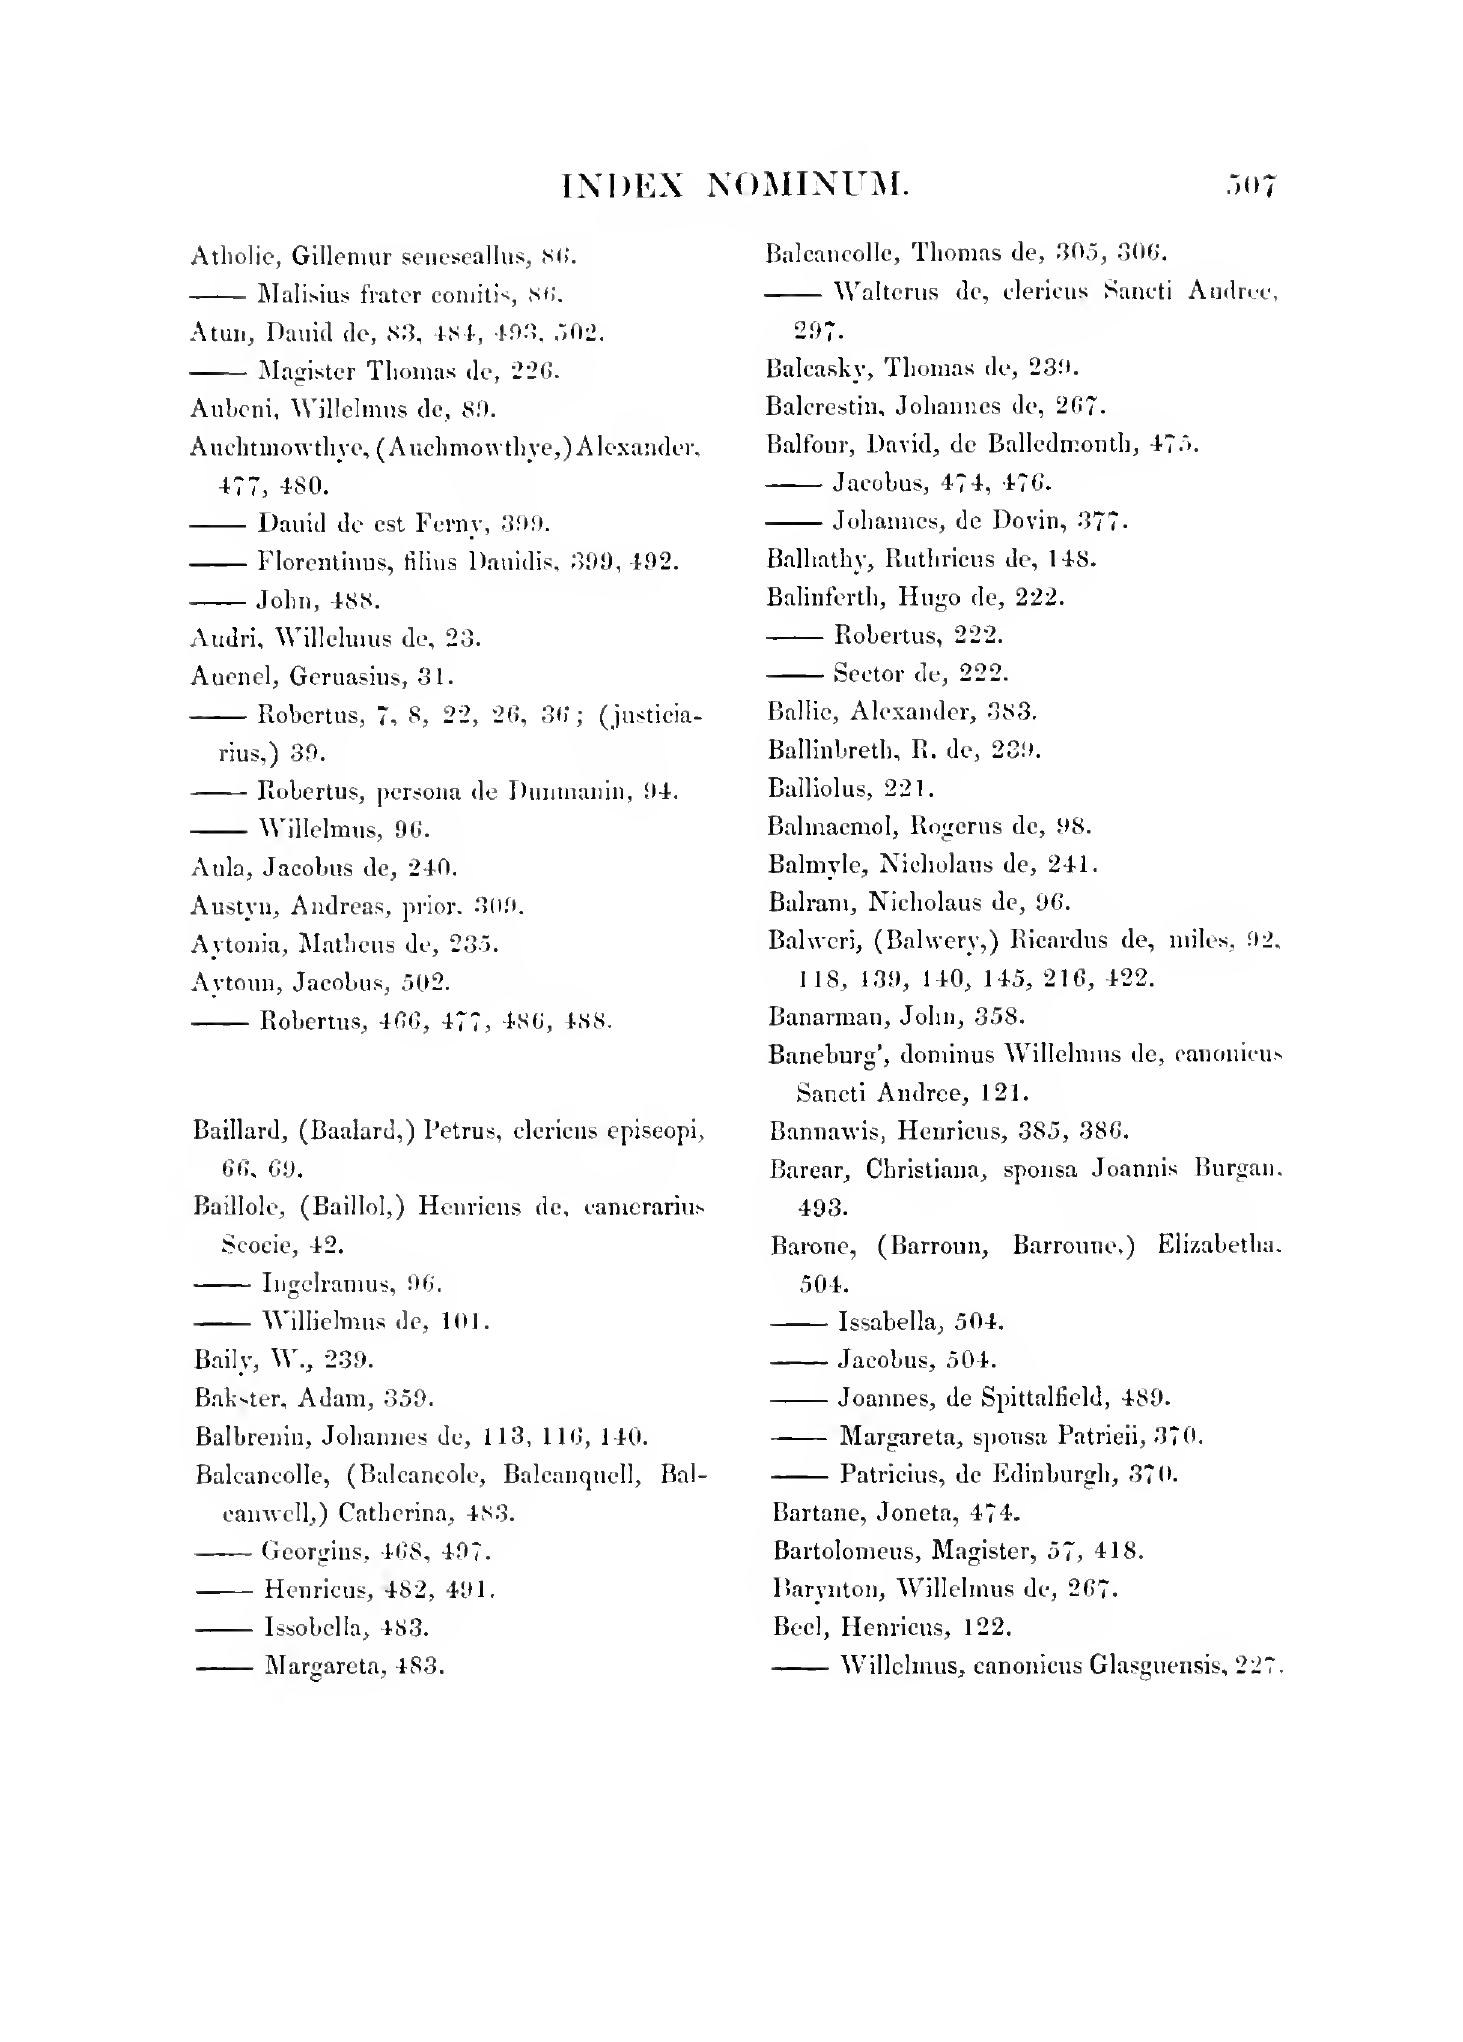 INDEX NOMINUM. 507
Atholie, Gillemur senescallus, 86.
—— Malisius frater comitis, 86.
Atun, Dauid de, 83, 484, 493, 502.
—— Magister Thomas de, 226.
Aubeni, Willelmus de, 89.
Auchtmowthye, (Auchmowthye,) Alexander,
477, 480.
—— Dauid de est Ferny, 399.
—— Florentinus, filius Dauidis, 399, 492.
—— John, 488.
Audri, Willelmus de, 23.
Auenel, Geruasius, 31.
—— Robertus, 7, 8, 22, 26, 36; (justicia-
rius,) 39.
—— Robertus, persona de Dunmanin, 94.
—— Willelmus, 96.
Aula, Jacobus de, 240.
Austyn, Andreas, prior. 309.
Aytonia, Matheus de, 235.
Aytoun, Jacobus, 502.
—— Robertus, 466, 477, 486, 488.
Baillard, (Baalard,) Petrus, clericus episcopi,
66, 69.
Baillole, (Baillol,) Henricus de, camerarius
Scocie, 42.
—— Ingelramus, 96.
—— Willielmus de, 101.
Baily, W., 239.
Bakster, Adam, 359.
Balbrenin, Johannes de, 113, 116, 140.
Balcancolle, (Balcancole, Balcanquell, Bal-
canwell,) Catherina, 483.
—— Georgius, 468, 497.
—— Henricus, 482, 491.
—— Issobella, 483.
—— Margareta, 483.
Balcancolle, Thomas de, 305, 306.
—— Walterus de, clericus Sancti Andree,
297.
Balcasky, Thomas de, 239.
Balcrestin, Johannes de, 267.
Balfour, David, de Balledmonth, 475.
—— Jacobus, 474, 476.
—— Johannes, de Dovin, 377.
Balhathy, Ruthricus de, 148.
Balinferth, Hugo de, 222.
—— Robertus, 222.
—— Sector de, 222.
Ballie, Alexander, 383.
Ballinbreth, R. de, 239.
Balliolus, 221.
Balmacmol, Rogerus de, 98.
Balmyle, Nicholaus de, 241.
Balram, Nicholaus de, 96.
Balweri, (Balwery,) Ricardus de, miles, 92,
118, 139, 140, 145, 216, 422.
Banarman, John, 358.
Baneburg', dominus Willelmus de, canonicus
Sancti Andree, 121.
Bannawis, Henricus, 385, 386.
Barcar, Christiana, sponsa Joannis Burgan,
493.
Barone, (Barroun, Barroune,) Elizabetha,
504.
—— Issabella, 504.
—— Jacobus, 504.
—— Joannes, de Spittalfield, 489.
—— Margareta, sponsa Patricii, 370.
—— Patricius, de Edinburgh, 370.
Bartane, Joneta, 474.
Bartolomeus, Magister, 57, 418.
Barynton, Willelmus de, 267.
Beel, Henricus, 122.
—— Willelmus, canonicus Glasguensis, 227.